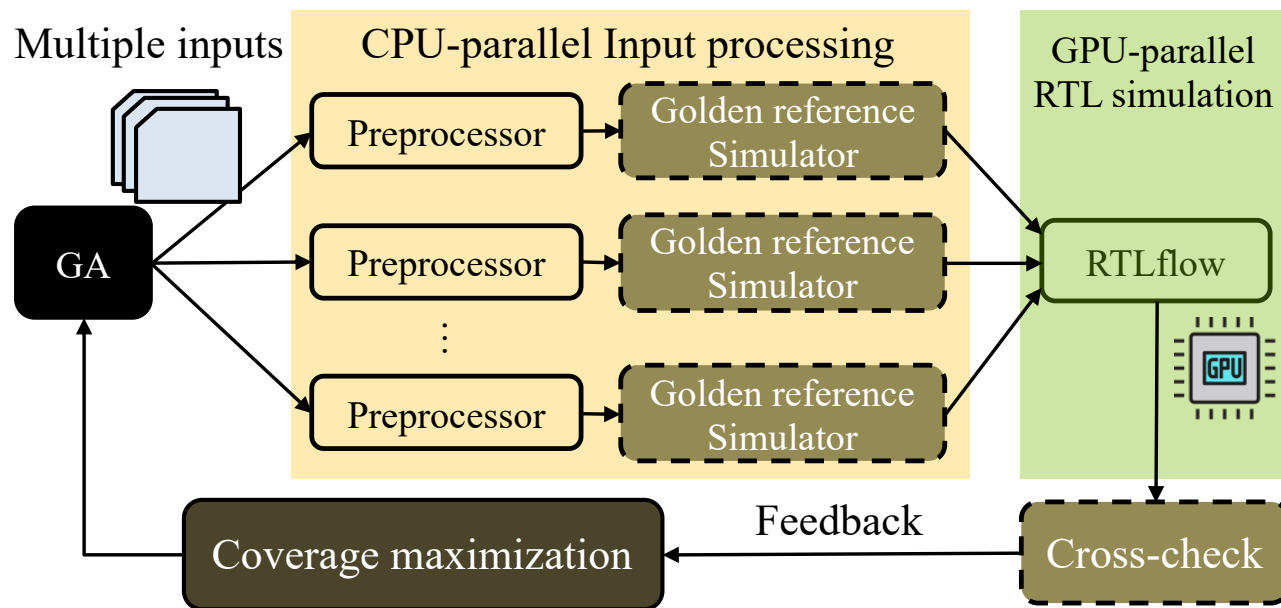 Multiple inputs
CPU-parallel Input processing
GPU-parallel
RTL simulation
Preprocessor
Golden reference
Simulator
GA
Preprocessor
Golden reference
Simulator
RTLflow
⋮
GPU
Preprocessor
Golden reference
Simulator
Coverage maximization
Feedback
Cross-check